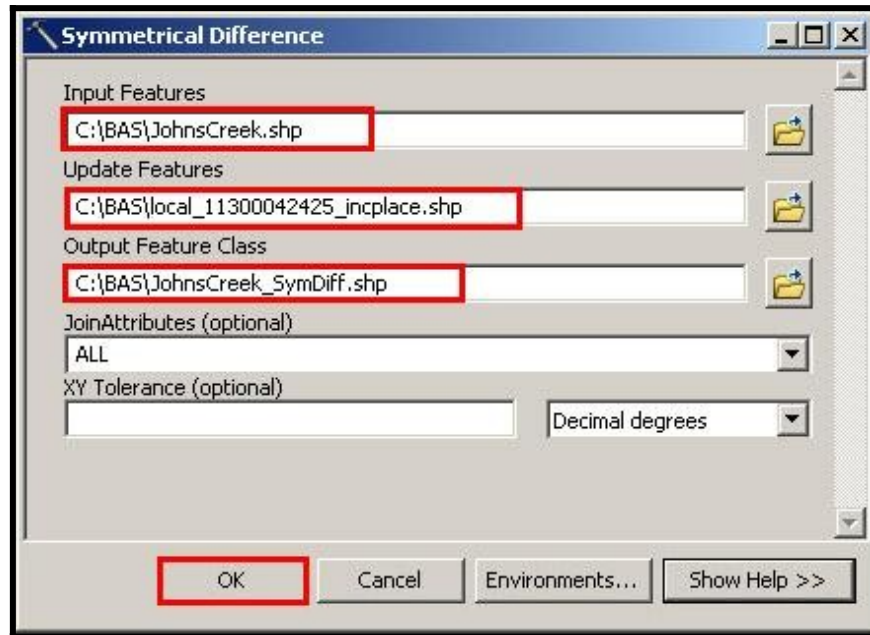 Symmetrical Difference
Input Features
C:\BAS\JohnsCreek.shp
Update Features
C:\BAS\local_11300042425_incplace.shp
Output Feature Class
C:\BAS\JohnsCreek_SymDiff.shp
JoinAttributes (optional)
ALL
XY Tolerance (optional)
Decimal degrees
OK Cancel Environments... Show Help >>